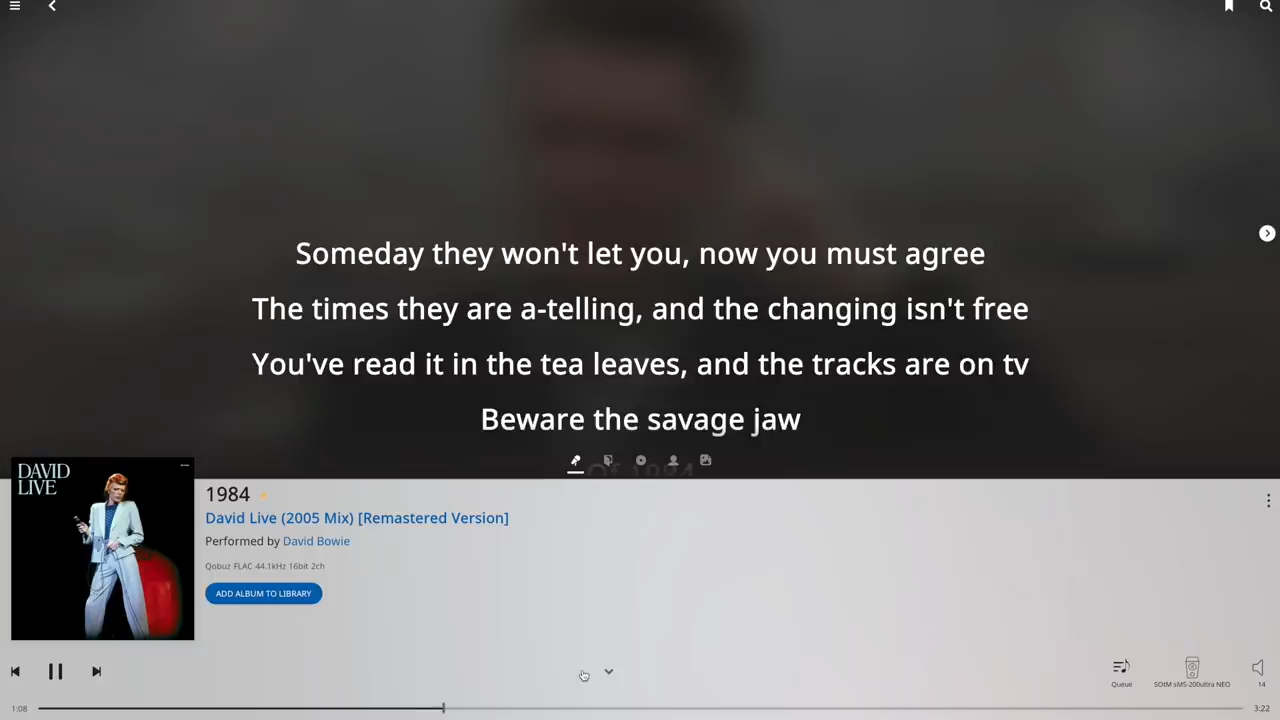 Someday they won't let you, now you must agree
The times they are a-telling, and the changing isn't free
You've read it in the tea leaves, and the tracks are on tv
Beware the savage jaw
Of 1984
DAVID
LIVE
1984
David Live (2005 Mix) [Remastered Version]
Performed by David Bowie
Qobuz FLAC 44.1kHz 16bit 2ch
ADD ALBUM TO LIBRARY
Queue
SOtM sMS-200ultra NEO
14
1:08
3:22